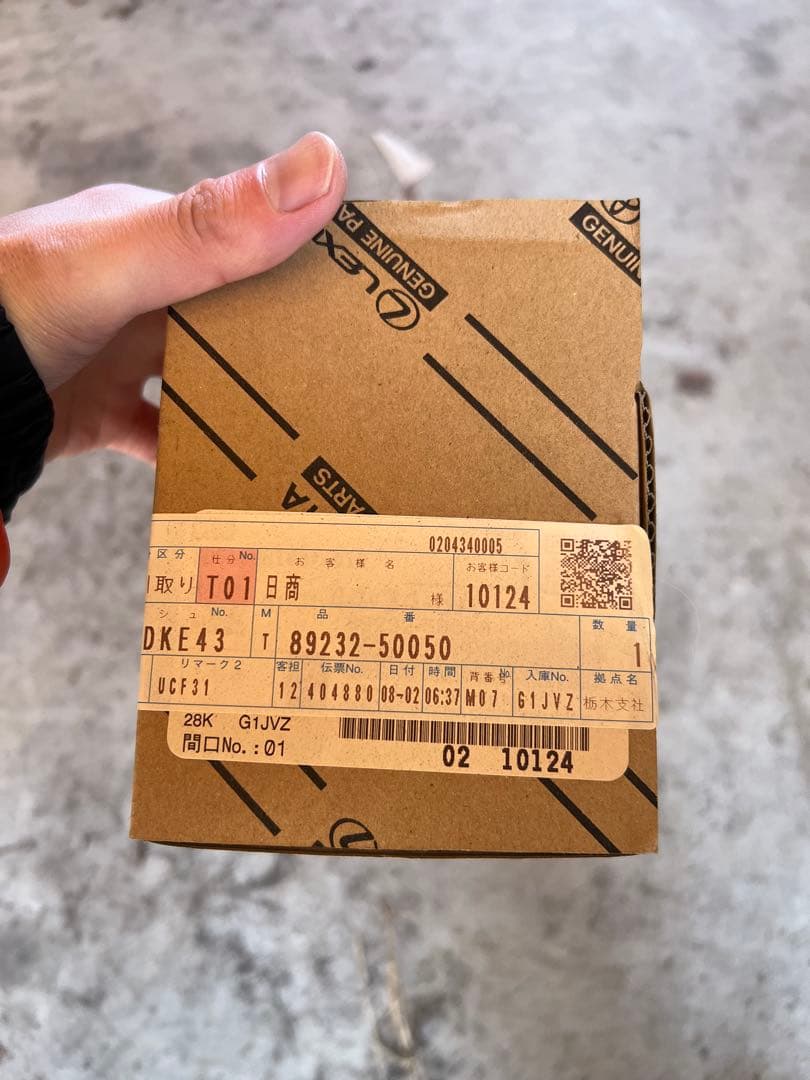 LEX
GENUINE PA
GENUIN
ARTS
0204340005
区分
仕分No.
お客様名
お客様コード
取り
T01
日商
様
10124
シュNo.
M
品番
数量
DKE43
T
89232-50050
1
リマーク2
客担
伝票No.
日付
時間
背番号No.
入庫No.
拠点名
UCF31
12
404880
08-02
06:37
M07
G1JVZ
栃木支社
28K G1JVZ
間口No.:01
02 10124